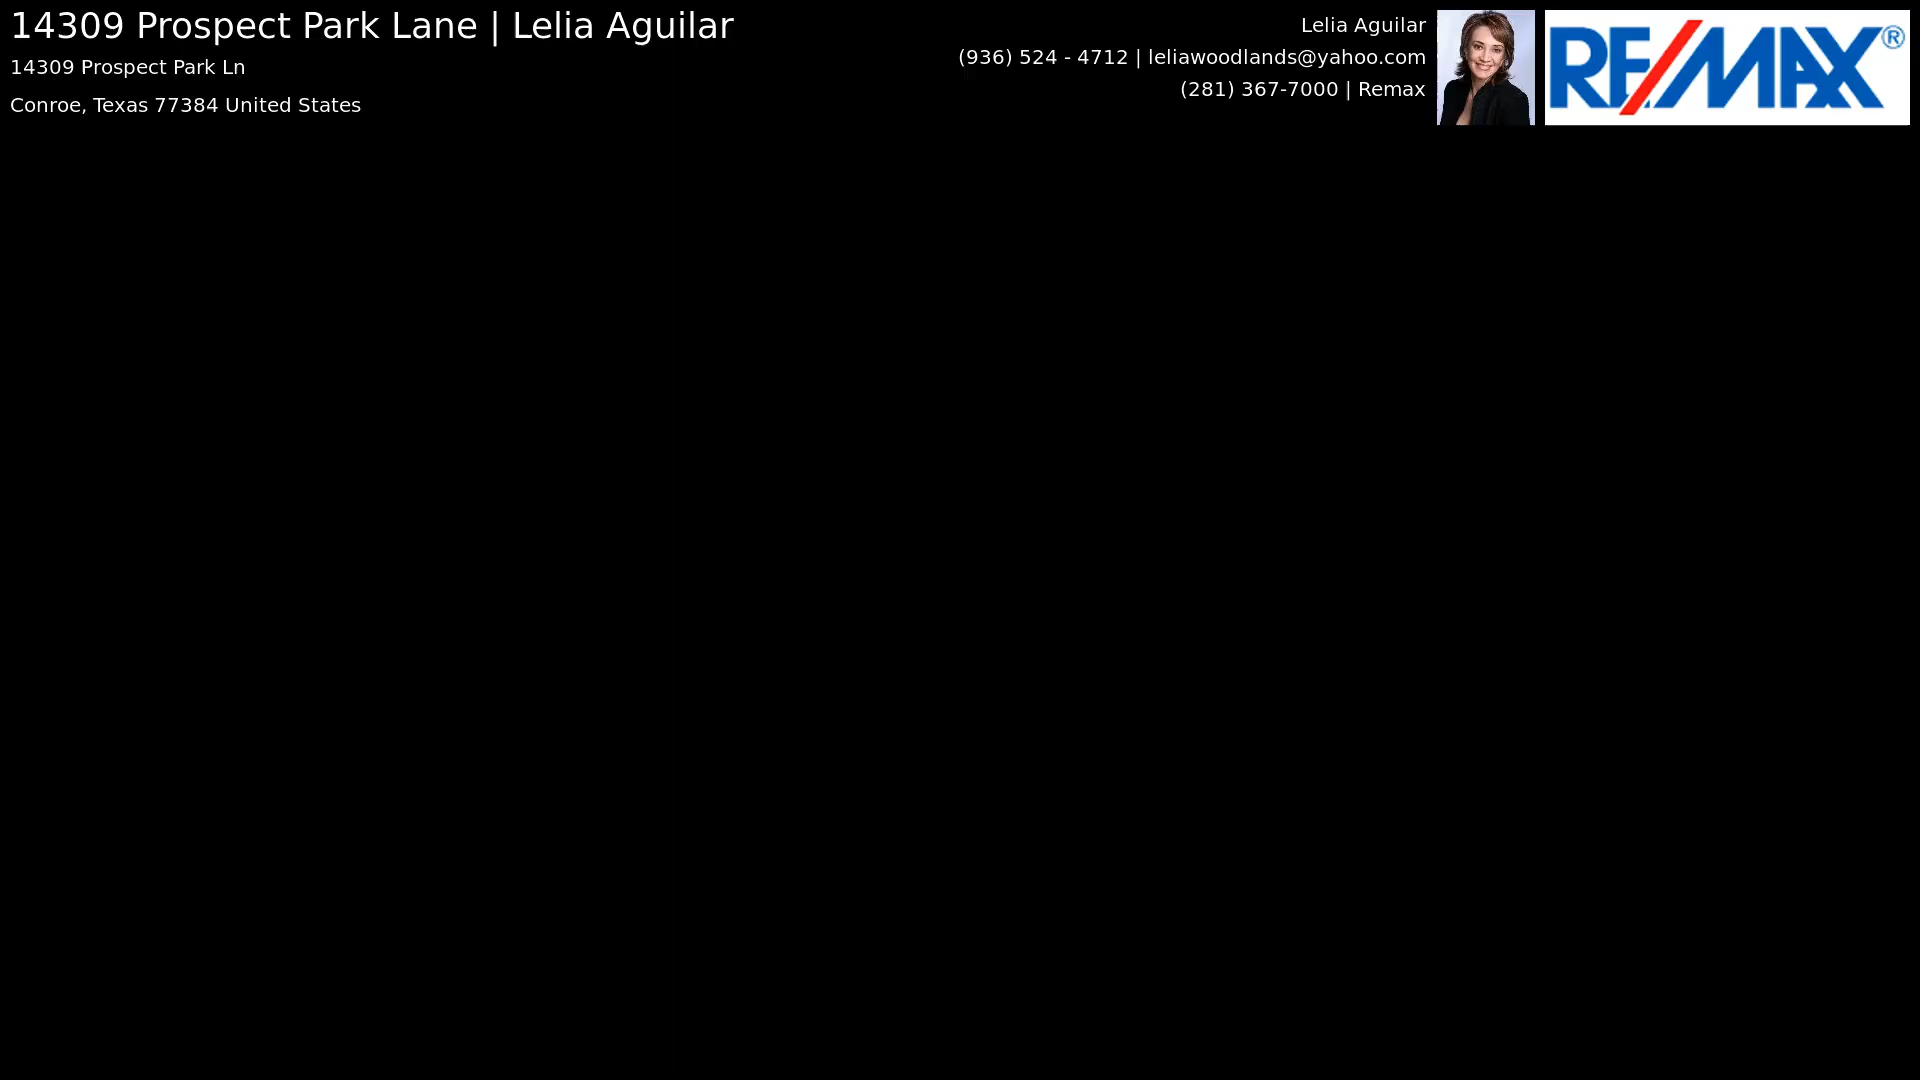 14309 Prospect Park Lane | Lelia Aguilar
14309 Prospect Park Ln
Conroe, Texas 77384 United States
Lelia Aguilar
(936) 524 - 4712 | leliawoodlands@yahoo.com
(281) 367-7000 | Remax
RE/MAX®